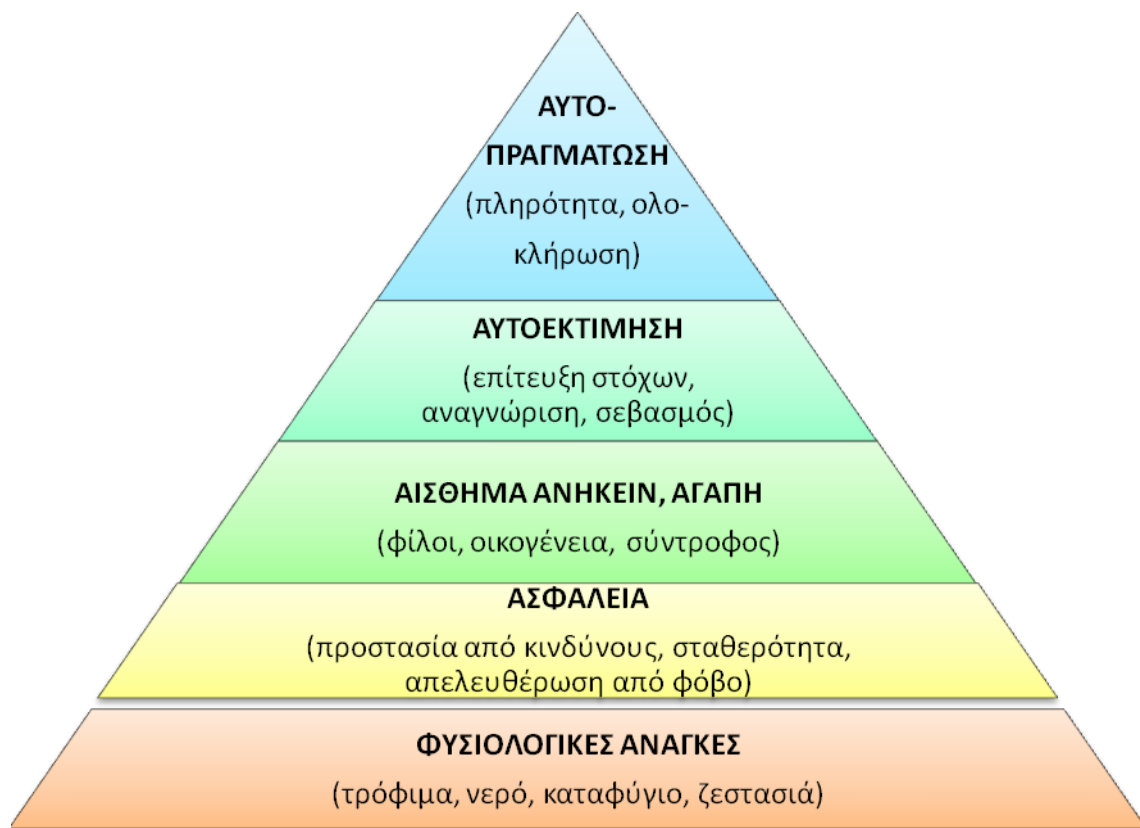 ΑΥΤΟ-
ΠΡΑΓΜΑΤΩΣΗ
(πληρότητα, ολο-
κλήρωση)
ΑΥΤΟΕΚΤΙΜΗΣΗ
(επίτευξη στόχων,
αναγνώριση, σεβασμός)
ΑΙΣΘΗΜΑ ΑΝΗΚΕΙΝ, ΑΓΑΠΗ
(φίλοι, οικογένεια, σύντροφος)
ΑΣΦΑΛΕΙΑ
(προστασία από κινδύνους, σταθερότητα,
απελευθέρωση από φόβο)
ΦΥΣΙΟΛΟΓΙΚΕΣ ΑΝΑΓΚΕΣ
(τρόφιμα, νερό, καταφύγιο, ζεστασιά)